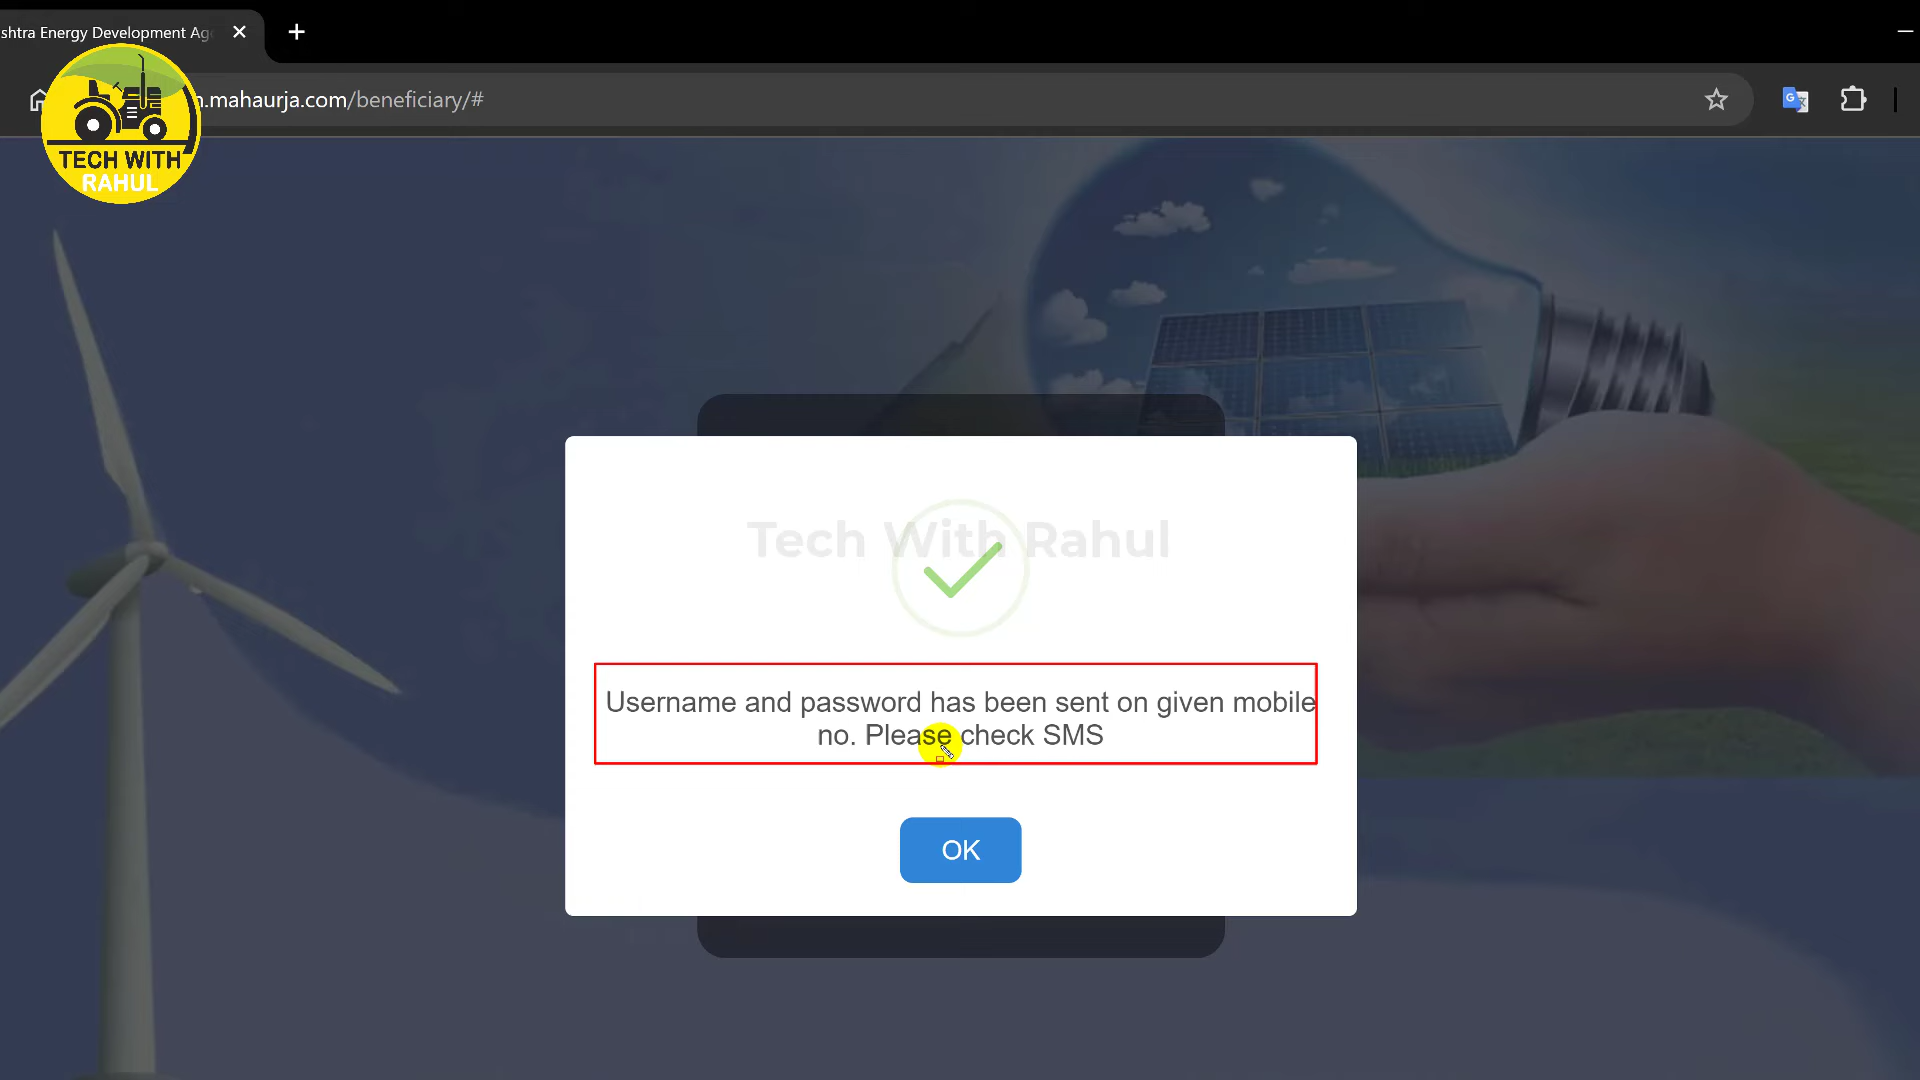 shtra Energy Development Ag
n.mahaurja.com/beneficiary/#
TECH WITH
RAHUL
Tech With Rahul
Username and password has been sent on given mobile
no. Please check SMS
OK